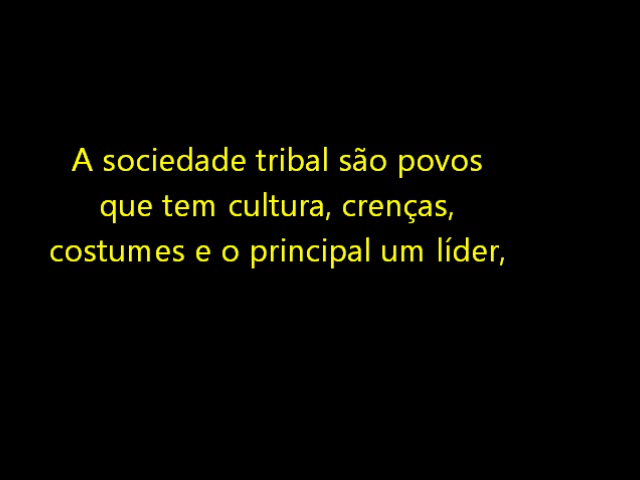 A sociedade tribal são povos
que tem cultura, crenças,
costumes e o principal um líder,